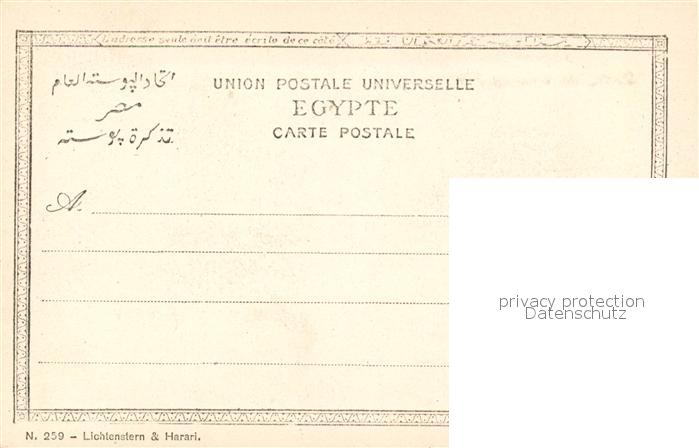 L'adresse seule doit être écrite de ce côté
اتحاد البوسته العام
مصر
تذكرة بوسته
UNION POSTALE UNIVERSELLE
EGYPTE
CARTE POSTALE
A.
privacy protection
Datenschutz
N. 259 – Lichtenstern & Harari.